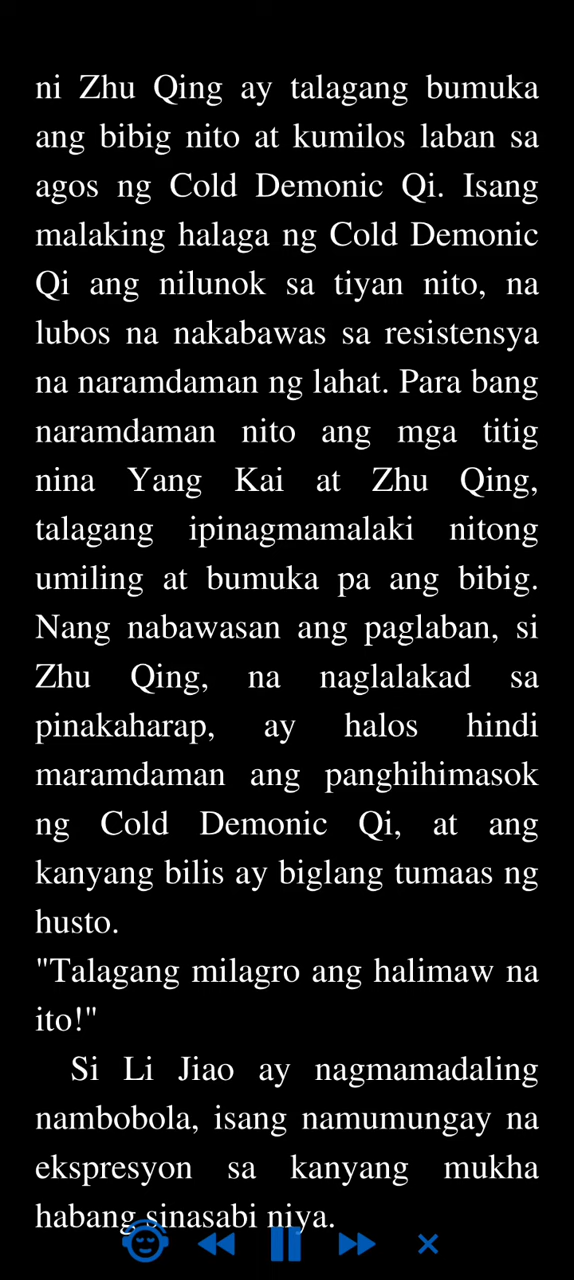 ni Zhu Qing ay talagang bumuka
ang bibig nito at kumilos laban sa
agos ng Cold Demonic Qi. Isang
malaking halaga ng Cold Demonic
Qi ang nilunok sa tiyan nito, na
lubos na nakabawas sa resistensya
na naramdaman ng lahat. Para bang
naramdaman nito ang mga titig
nina Yang Kai at Zhu Qing,
talagang ipinagmamalaki nitong
umiling at bumuka pa ang bibig.
Nang nabawasan ang paglaban, si
Zhu Qing, na naglalakad sa
pinakaharap, ay halos hindi
maramdaman ang panghihimasok
ng Cold Demonic Qi, at ang
kanyang bilis ay biglang tumaas ng
husto.
"Talagang milagro ang halimaw na
ito!"
Si Li Jiao ay nagmamadaling
nambobola, isang namumungay na
ekspresyon sa kanyang mukha
habang sinasabi niya.